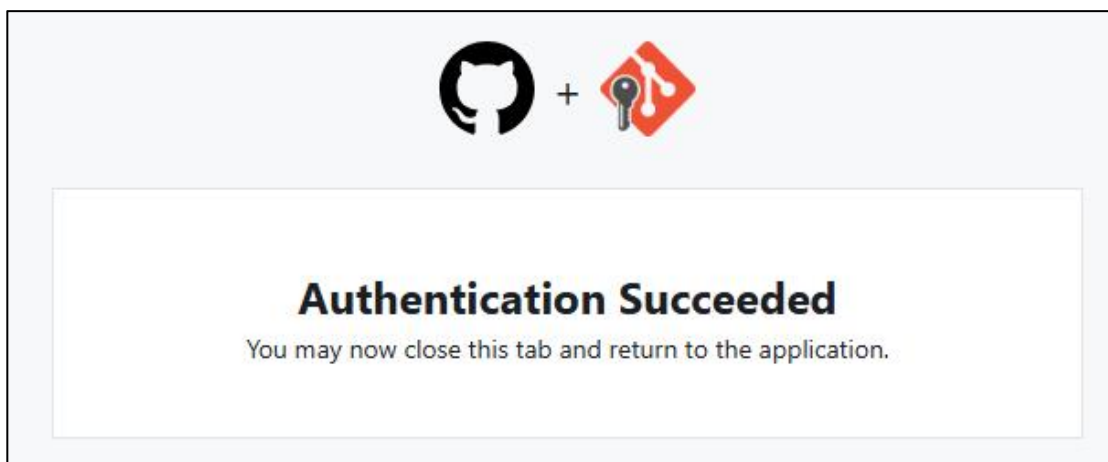 +
Authentication Succeeded
You may now close this tab and return to the application.